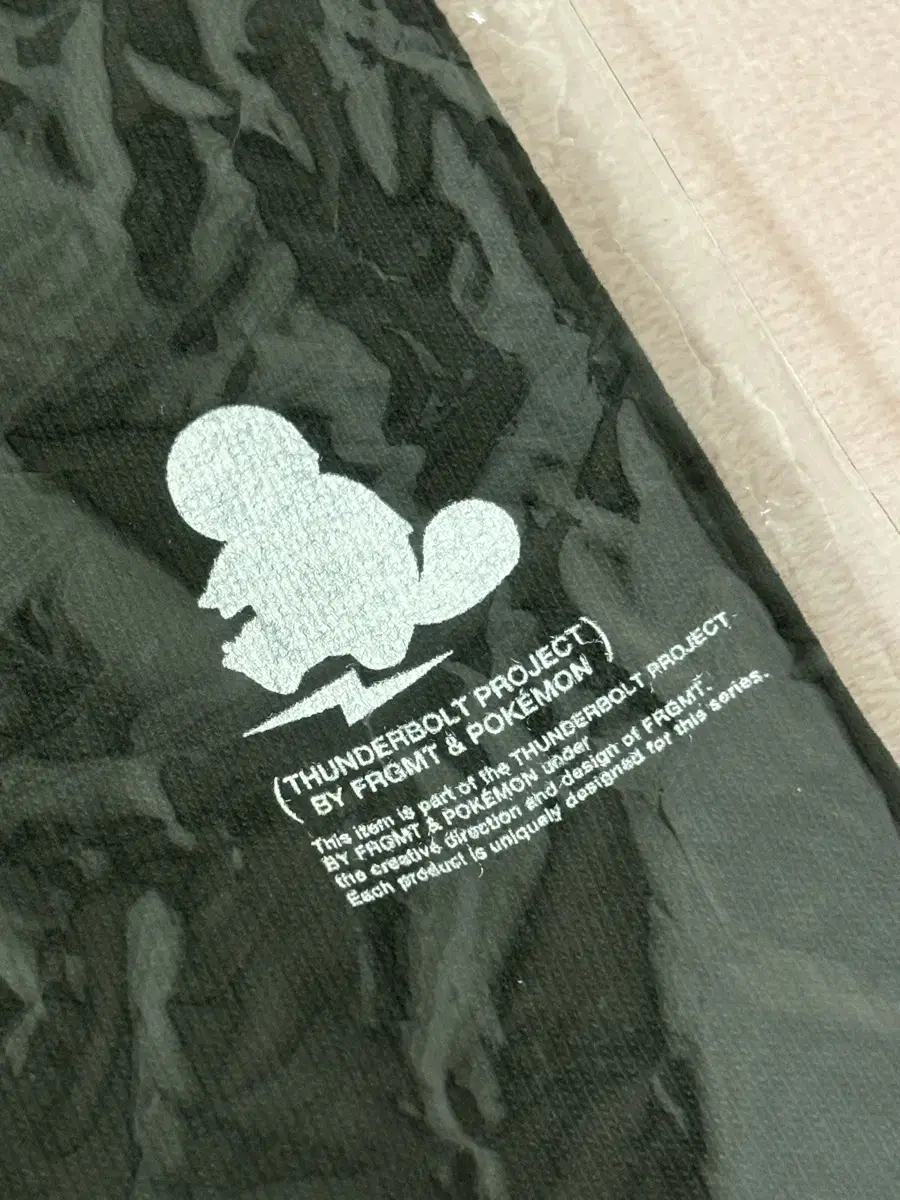 (THUNDERBOLT PROJECT)
BY FRGMT & POKÉMON
This item is part of the THUNDERBOLT PROJECT
BY FRGMT & POKÉMON under
the creative direction and design of FRGMT.
Each product is uniquely designed for this series.